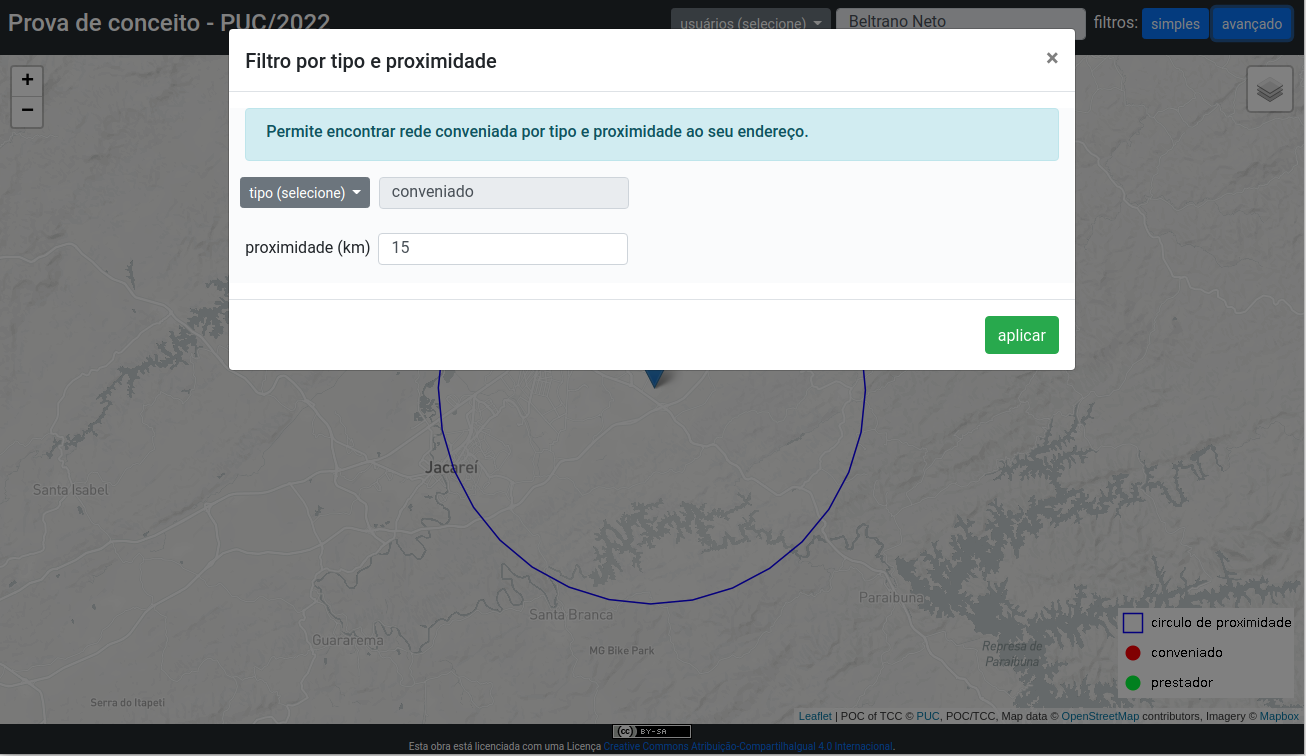 Prova de conceito - PUC/2022
usuários (selecione)
Beltrano Neto
filtros:
simples
avançado
Filtro por tipo e proximidade
×
+
−
Permite encontrar rede conveniada por tipo e proximidade ao seu endereço.
tipo (selecione)
conveniado
proximidade (km)
15
aplicar
Jacareí
Santa Isabel
Santa Branca
Paraibuna
Guararema
MG Bike Park
Represa de
Paraibuna
Serra do Itapeti
circulo de proximidade
conveniado
prestador
Leaflet | POC of TCC © PUC, POC/TCC, Map data © OpenStreetMap contributors, Imagery © Mapbox
cc BY-SA
Esta obra está licenciada com uma Licença Creative Commons Atribuição-CompartilhaIgual 4.0 Internacional.